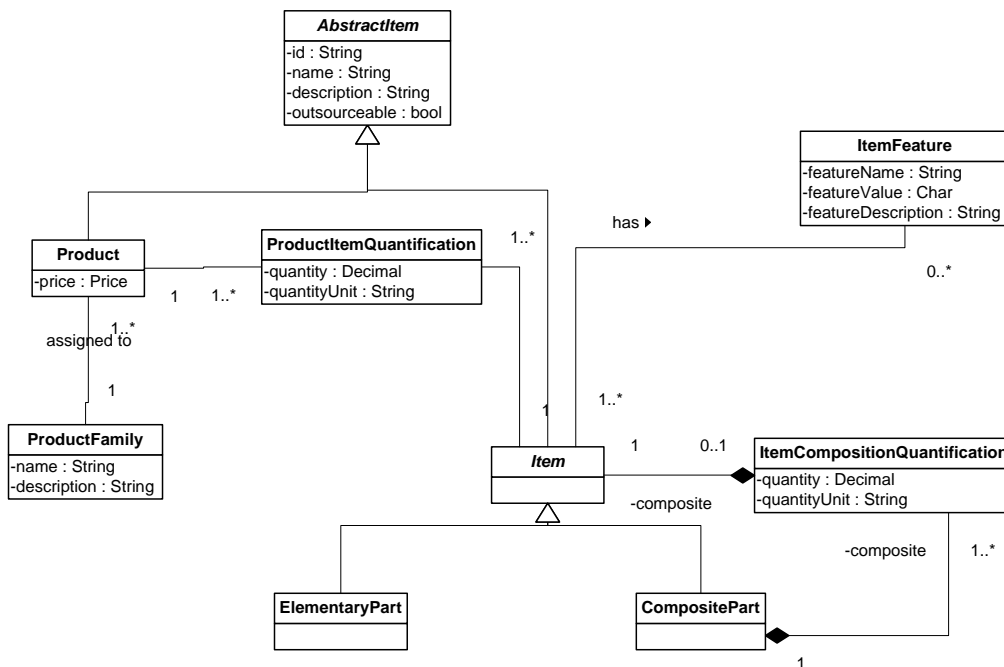 AbstractItem
-id : String
-name : String
-description : String
-outsourceable : bool
ItemFeature
-featureName : String
-featureValue : Char
-featureDescription : String
has
1..*
0..*
Product
-price : Price
ProductItemQuantification
-quantity : Decimal
-quantityUnit : String
1
1..*
1..*
assigned to
1
ProductFamily
-name : String
-description : String
1
1..*
Item
1
0..1
-composite
ItemCompositionQuantification
-quantity : Decimal
-quantityUnit : String
-composite
1..*
ElementaryPart
CompositePart
1